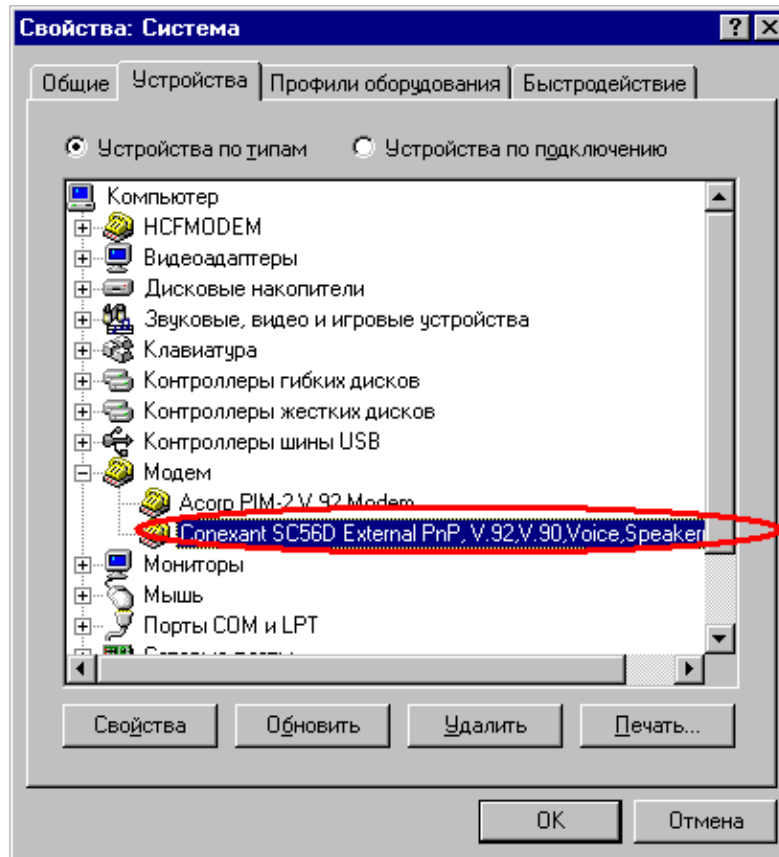 Свойства: Система
Общие Устройства Профили оборудования Быстродействие
Устройства по типам Устройства по подключению
Компьютер
HCFMODEM
Видеоадаптеры
Дисковые накопители
Звуковые, видео и игровые устройства
Клавиатура
Контроллеры гибких дисков
Контроллеры жестких дисков
Контроллеры шины USB
Модем
Acorp PIM-2 V.92 Modem
Conexant SC56D External PnP, V.92,V.90,Voice,Speaker
Мониторы
Мышь
Порты COM и LPT
Свойства Обновить Удалить Печать...
OK Отмена